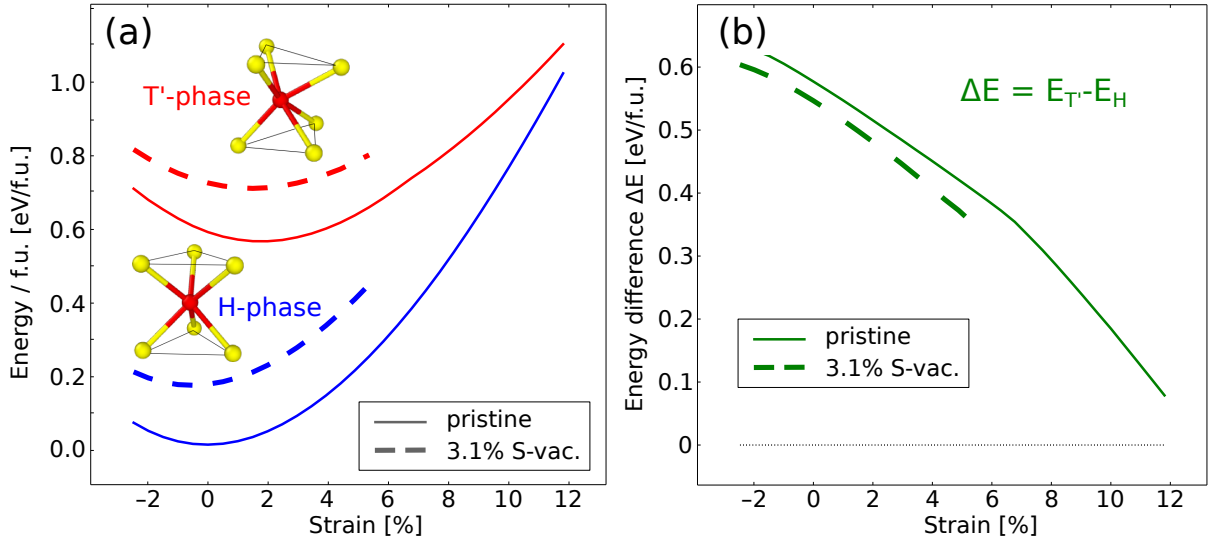 (a)
T'-phase
H-phase
pristine
3.1% S-vac.
Energy / f.u. [eV/f.u.]
1.0
0.8
0.6
0.4
0.2
0.0
−2 0 2 4 6 8 10 12
Strain [%]
(b)
ΔE = E_T'-E_H
pristine
3.1% S-vac.
Energy difference ΔE [eV/f.u.]
0.6
0.5
0.4
0.3
0.2
0.1
0
−2 0 2 4 6 8 10 12
Strain [%]